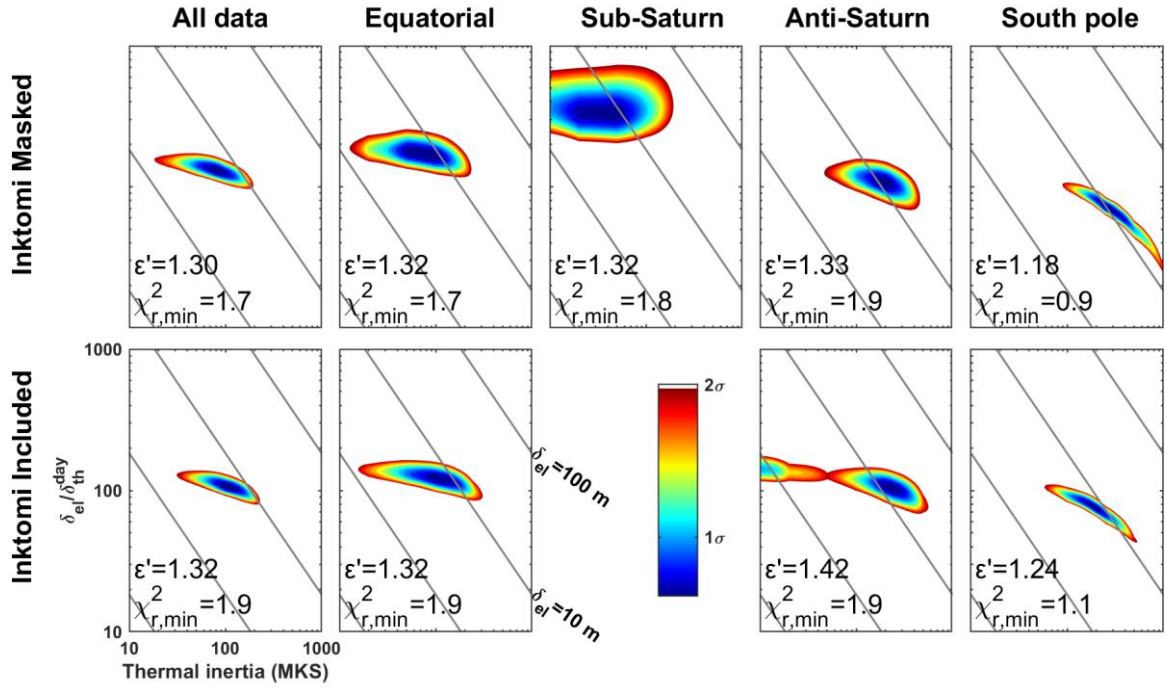 All data
Equatorial
Sub-Saturn
Anti-Saturn
South pole
Inktomi Masked
ε'=1.30
χ²r,min=1.7
ε'=1.32
χ²r,min=1.7
ε'=1.32
χ²r,min=1.8
ε'=1.33
χ²r,min=1.9
ε'=1.18
χ²r,min=0.9
Inktomi Included
1000
100
10
δel/δth^day
ε'=1.32
χ²r,min=1.9
10
100
1000
Thermal inertia (MKS)
ε'=1.32
χ²r,min=1.9
δel=100 m
δel=10 m
2σ
1σ
ε'=1.42
χ²r,min=1.9
ε'=1.24
χ²r,min=1.1